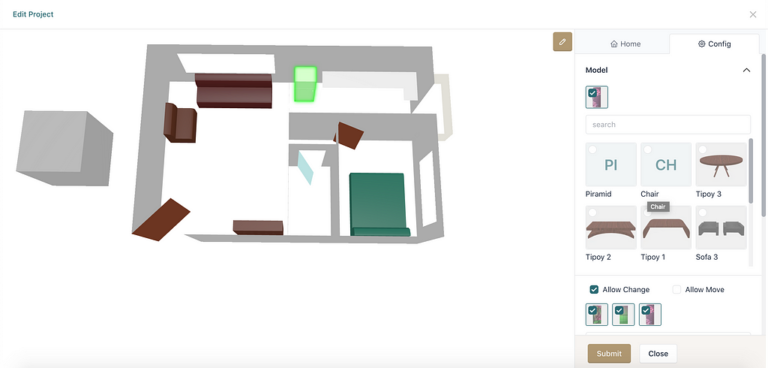 Edit Project
Home
Config
Model
search
PI
CH
Piramid
Chair
Tipoy 3
Chair
Tipoy 2
Tipoy 1
Sofa 3
Allow Change
Allow Move
Submit
Close